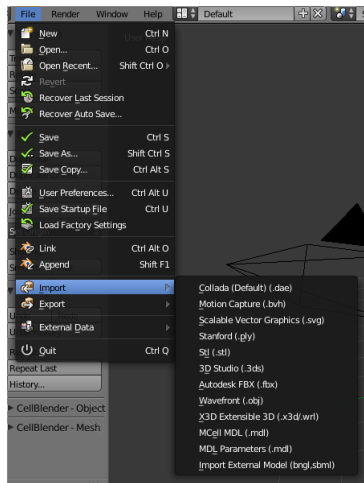 File Render Window Help Default
New Ctrl N
Open... Ctrl O
Open Recent... Shift Ctrl O
Revert
Recover Last Session
Recover Auto Save...
Save Ctrl S
Save As... Shift Ctrl S
Save Copy... Ctrl Alt S
User Preferences... Ctrl Alt U
Save Startup File Ctrl U
Load Factory Settings
Link Ctrl Alt O
Append Shift F1
Import
Export
External Data
Quit Ctrl Q
Collada (Default) (.dae)
Motion Capture (.bvh)
Scalable Vector Graphics (.svg)
Stanford (.ply)
Stl (.stl)
3D Studio (.3ds)
Autodesk FBX (.fbx)
Wavefront (.obj)
X3D Extensible 3D (.x3d/.wrl)
MCell MDL (.mdl)
MDL Parameters (.mdl)
Import External Model (bngl,sbml)
Repeat Last
History...
CellBlender - Object
CellBlender - Mesh